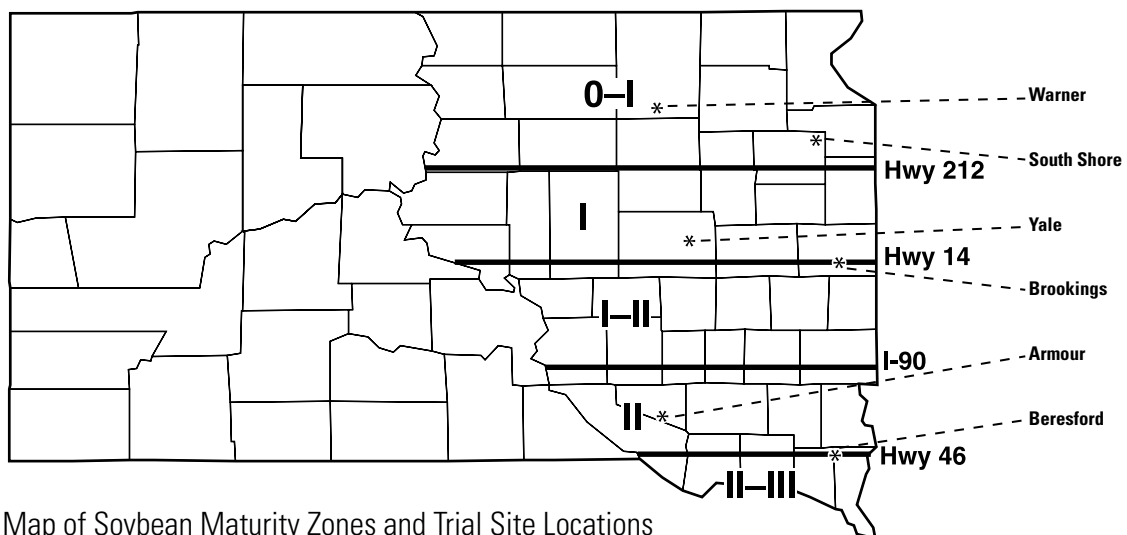 0–I
Warner
South Shore
Hwy 212
I
Yale
Hwy 14
Brookings
I–II
Armour
I-90
II
Beresford
Hwy 46
II–III
Map of Soybean Maturity Zones and Trial Site Locations